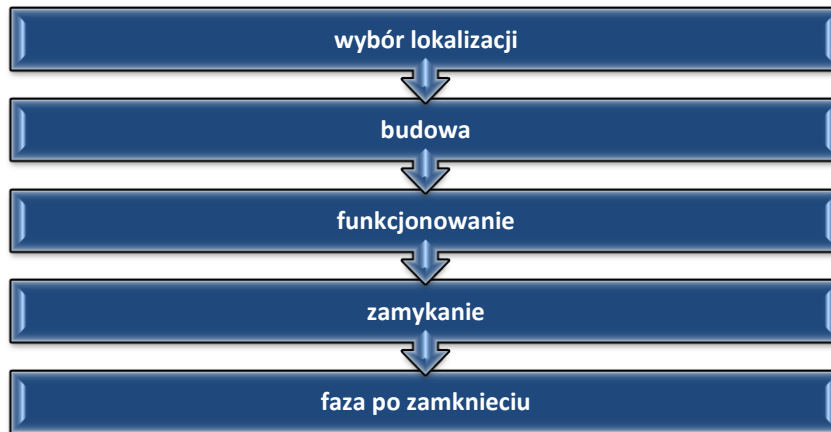 wybór lokalizacji
budowa
funkcjonowanie
zamykanie
faza po zamknieciu